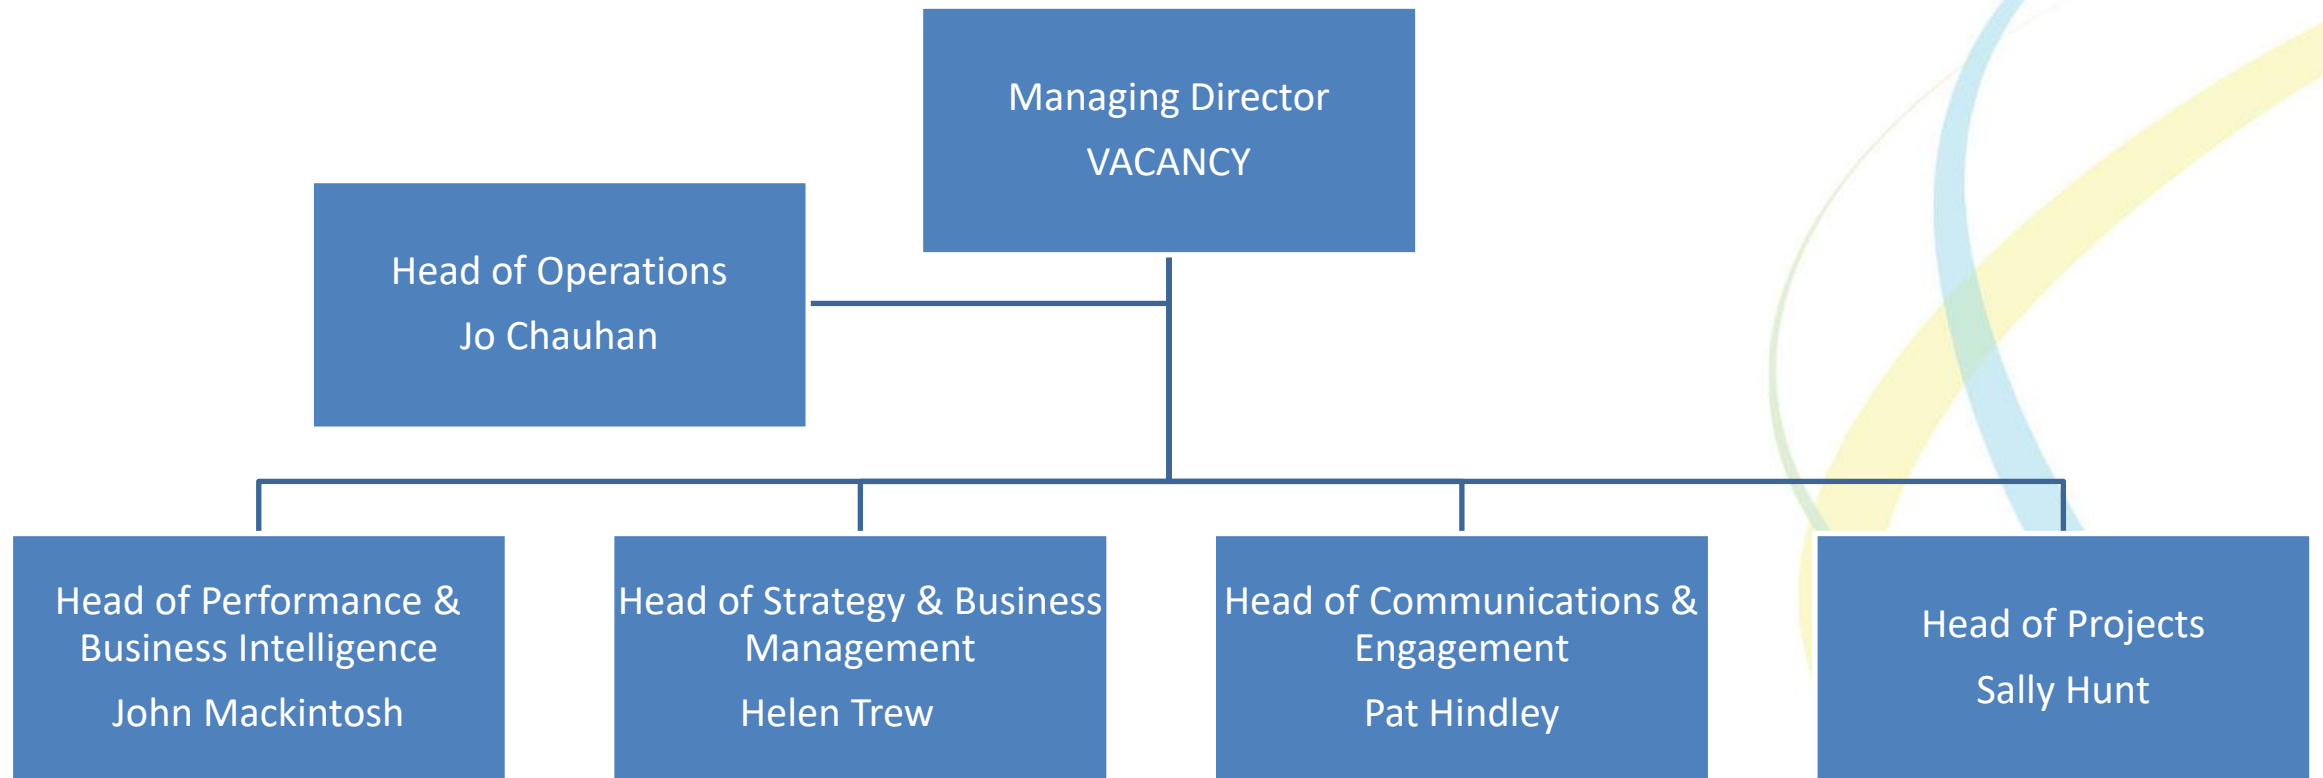 Managing Director
VACANCY
Head of Operations
Jo Chauhan
Head of Performance &
Business Intelligence
John Mackintosh
Head of Strategy & Business
Management
Helen Trew
Head of Communications &
Engagement
Pat Hindley
Head of Projects
Sally Hunt